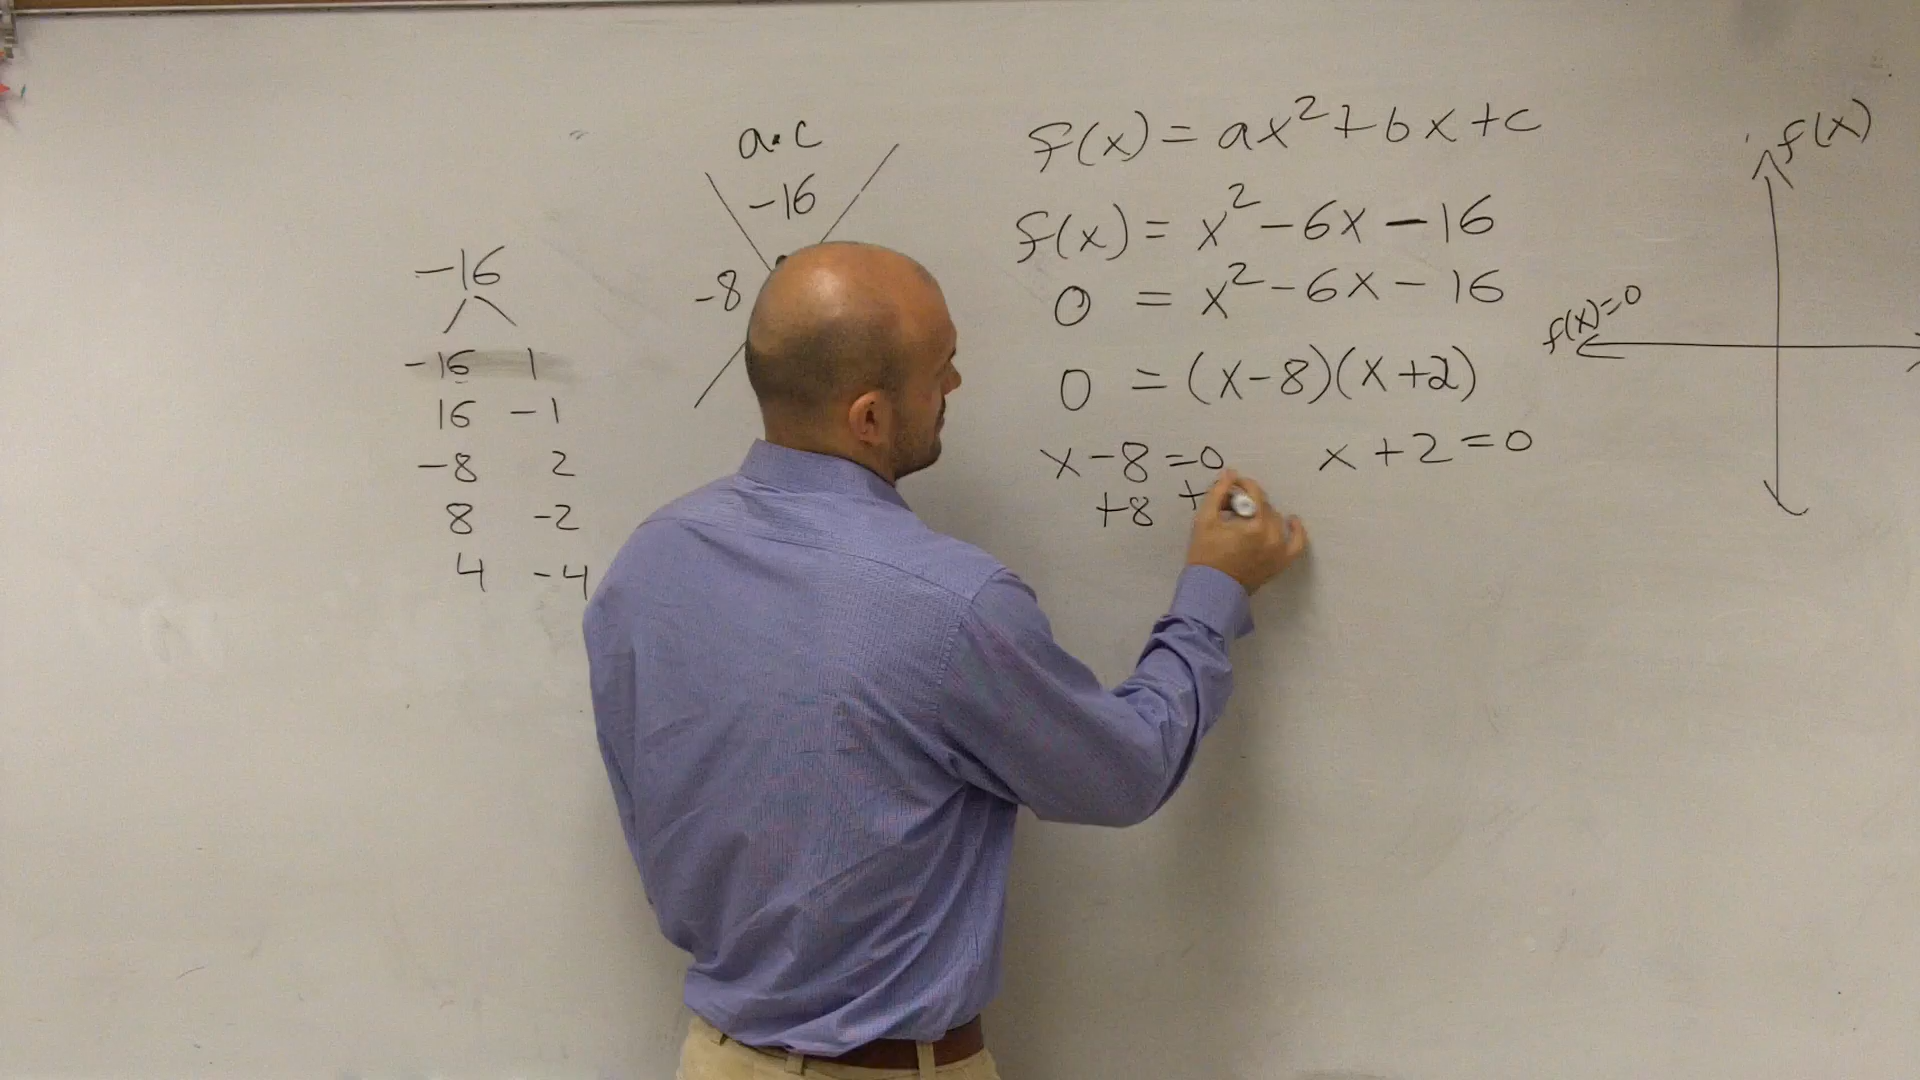 -16
-16 1
16 -1
-8 2
8 -2
4 -4
a·c
-16
-8
f(x) = ax²+bx+c
f(x) = x²-6x-16
0 = x²-6x-16
0 = (x-8)(x+2)
x-8=0 x+2=0
+8 +
f(x)
f(x)=0